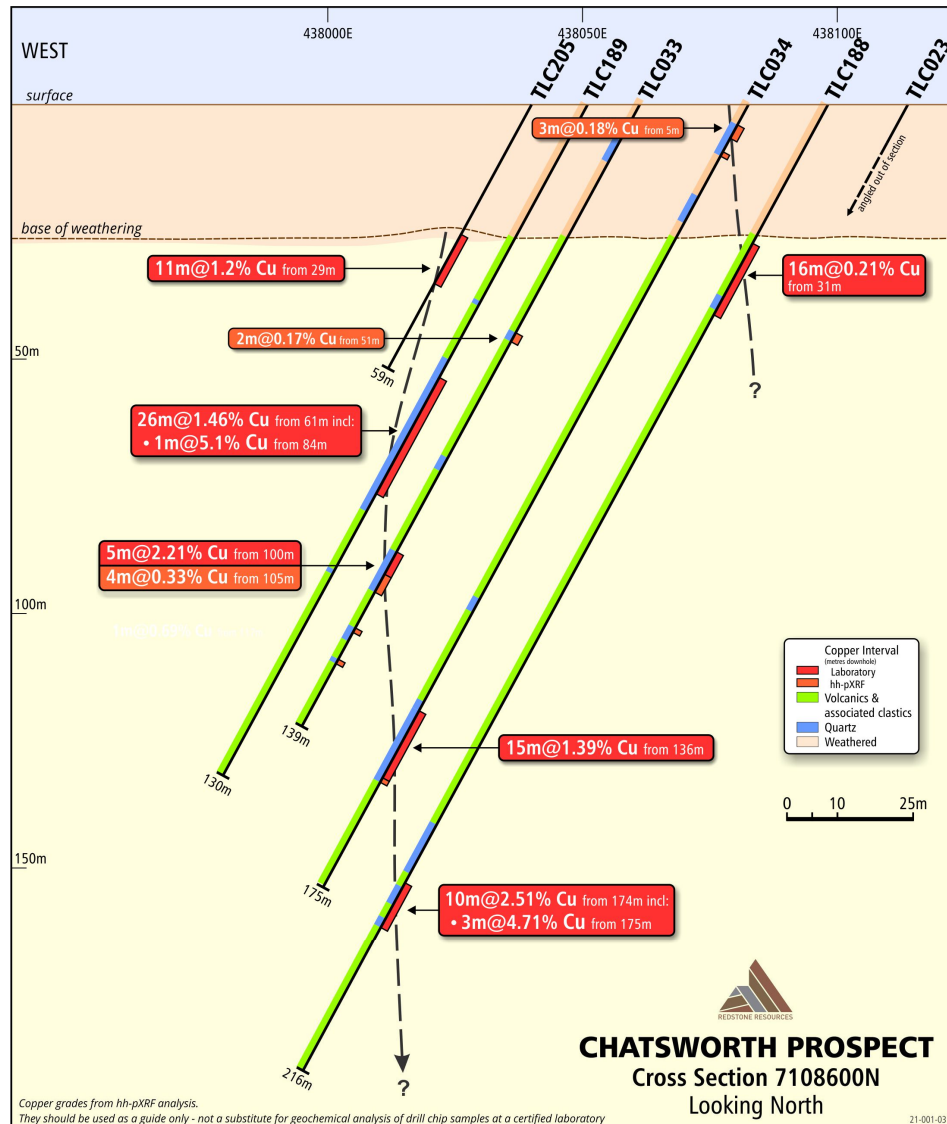 438000E
438050E
438100E
WEST
TLC205
TLC189
TLC033
TLC034
TLC188
TLC023
surface
3m@0.18% Cu from 5m
angled out of section
base of weathering
11m@1.2% Cu from 29m
16m@0.21% Cu
from 31m
2m@0.17% Cu from 51m
50m
59m
26m@1.46% Cu from 61m incl:
• 1m@5.1% Cu from 84m
?
5m@2.21% Cu from 100m
4m@0.33% Cu from 105m
100m
Copper Interval
(metres downhole)
Laboratory
hh-pXRF
Volcanics &
associated clastics
Quartz
Weathered
139m
130m
15m@1.39% Cu from 136m
0 10 25m
150m
175m
10m@2.51% Cu from 174m incl:
• 3m@4.71% Cu from 175m
216m
?
REDSTONE RESOURCES
CHATSWORTH PROSPECT
Cross Section 7108600N
Looking North
Copper grades from hh-pXRF analysis.
They should be used as a guide only - not a substitute for geochemical analysis of drill chip samples at a certified laboratory
21-001-03